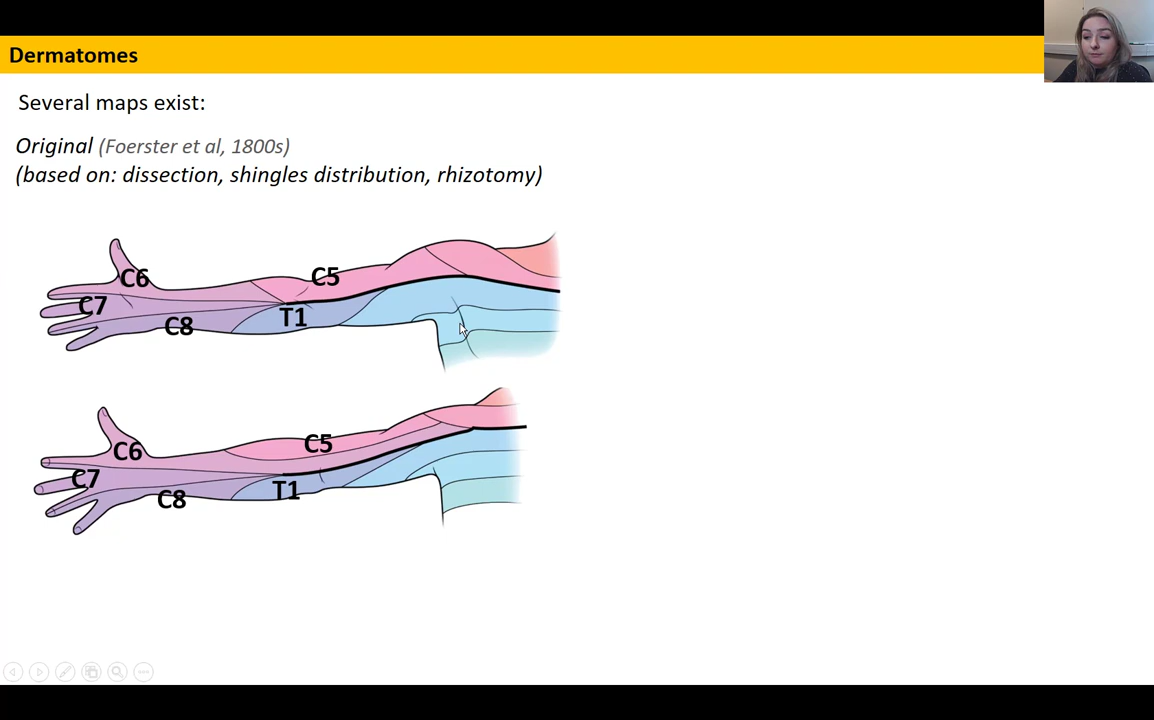 Dermatomes
Several maps exist:
Original (Foerster et al, 1800s)
(based on: dissection, shingles distribution, rhizotomy)
C6
C5
C7
T1
C8
C5
C6
C7
T1
C8